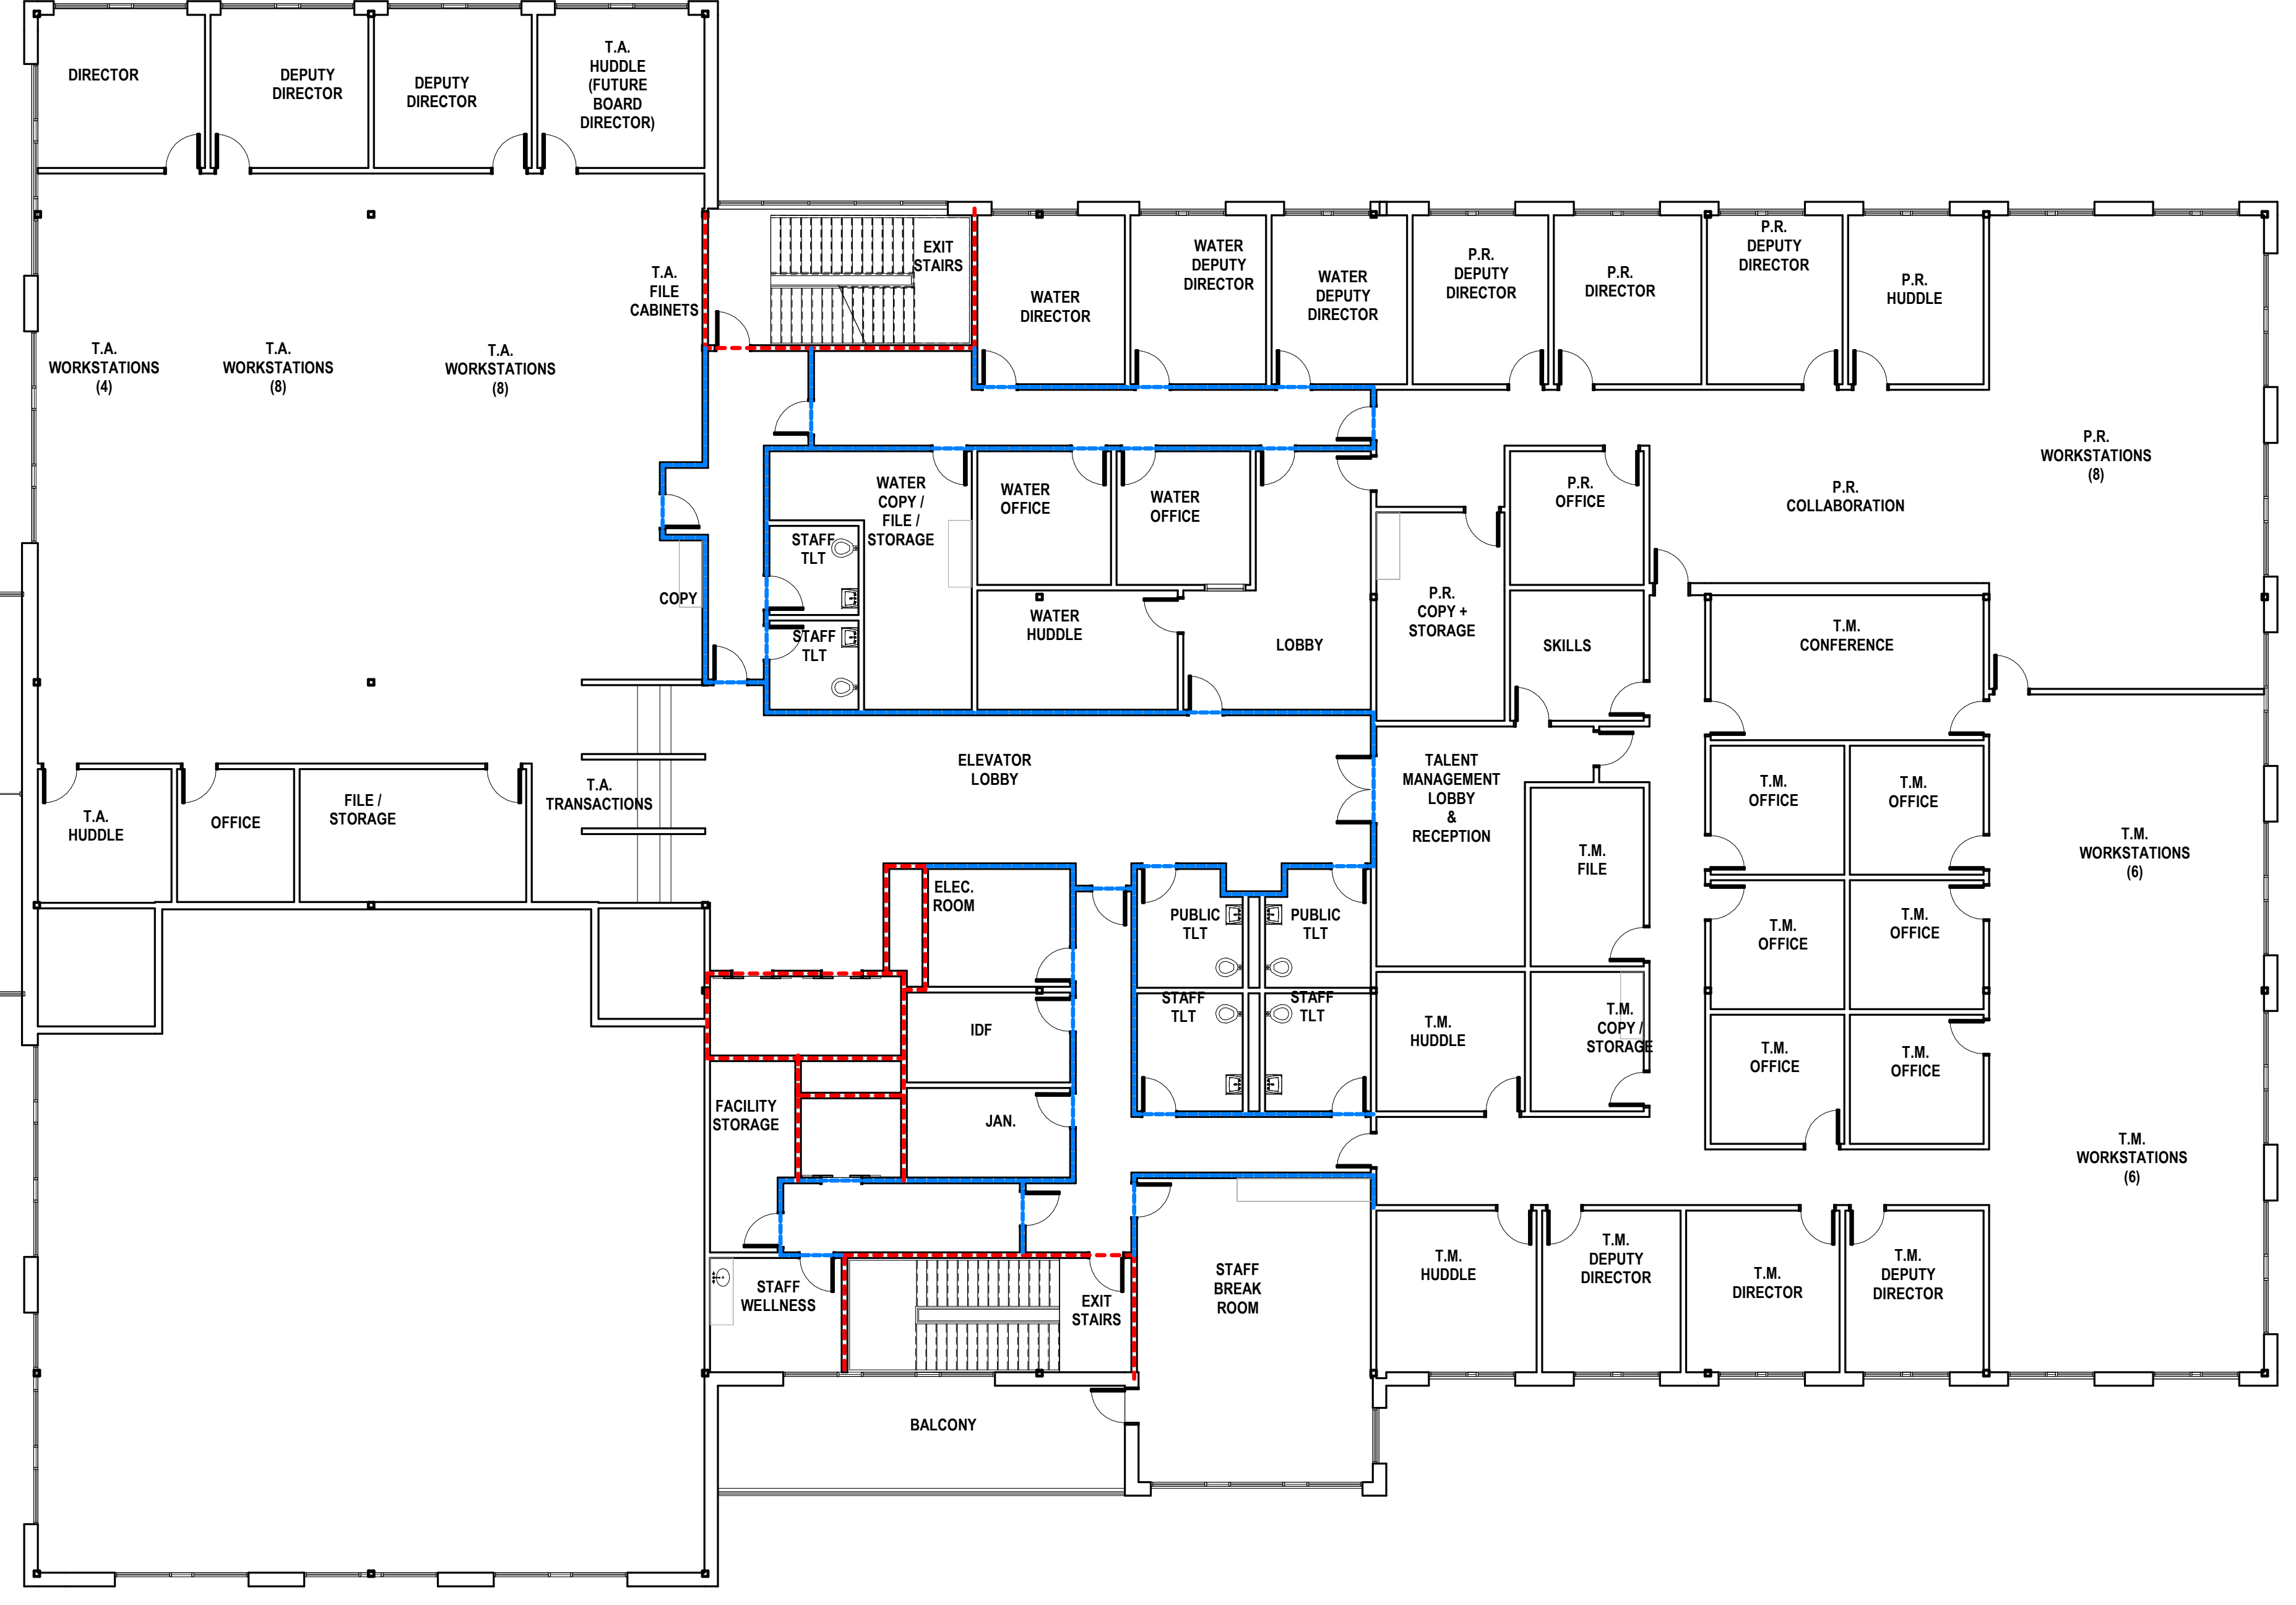 DIRECTOR
DEPUTY
DIRECTOR
DEPUTY
DIRECTOR
T.A.
HUDDLE
(FUTURE
BOARD
DIRECTOR)
T.A.
WORKSTATIONS
(4)
T.A.
WORKSTATIONS
(8)
T.A.
WORKSTATIONS
(8)
T.A.
FILE
CABINETS
EXIT
STAIRS
WATER
DIRECTOR
WATER
DEPUTY
DIRECTOR
WATER
DEPUTY
DIRECTOR
P.R.
DEPUTY
DIRECTOR
P.R.
DIRECTOR
P.R.
DEPUTY
DIRECTOR
P.R.
HUDDLE
P.R.
WORKSTATIONS
(8)
WATER
COPY /
FILE /
STORAGE
WATER
OFFICE
WATER
OFFICE
P.R.
OFFICE
P.R.
COLLABORATION
STAFF
TLT
COPY
STAFF
TLT
WATER
HUDDLE
LOBBY
P.R.
COPY +
STORAGE
SKILLS
T.M.
CONFERENCE
ELEVATOR
LOBBY
TALENT
MANAGEMENT
LOBBY
&
RECEPTION
T.M.
OFFICE
T.M.
OFFICE
T.A.
HUDDLE
OFFICE
FILE /
STORAGE
T.A.
TRANSACTIONS
T.M.
FILE
T.M.
WORKSTATIONS
(6)
ELEC.
ROOM
PUBLIC
TLT
PUBLIC
TLT
T.M.
OFFICE
T.M.
OFFICE
IDF
STAFF
TLT
STAFF
TLT
T.M.
HUDDLE
T.M.
COPY /
STORAGE
T.M.
OFFICE
T.M.
OFFICE
FACILITY
STORAGE
JAN.
T.M.
WORKSTATIONS
(6)
STAFF
WELLNESS
EXIT
STAIRS
STAFF
BREAK
ROOM
T.M.
HUDDLE
T.M.
DEPUTY
DIRECTOR
T.M.
DIRECTOR
T.M.
DEPUTY
DIRECTOR
BALCONY